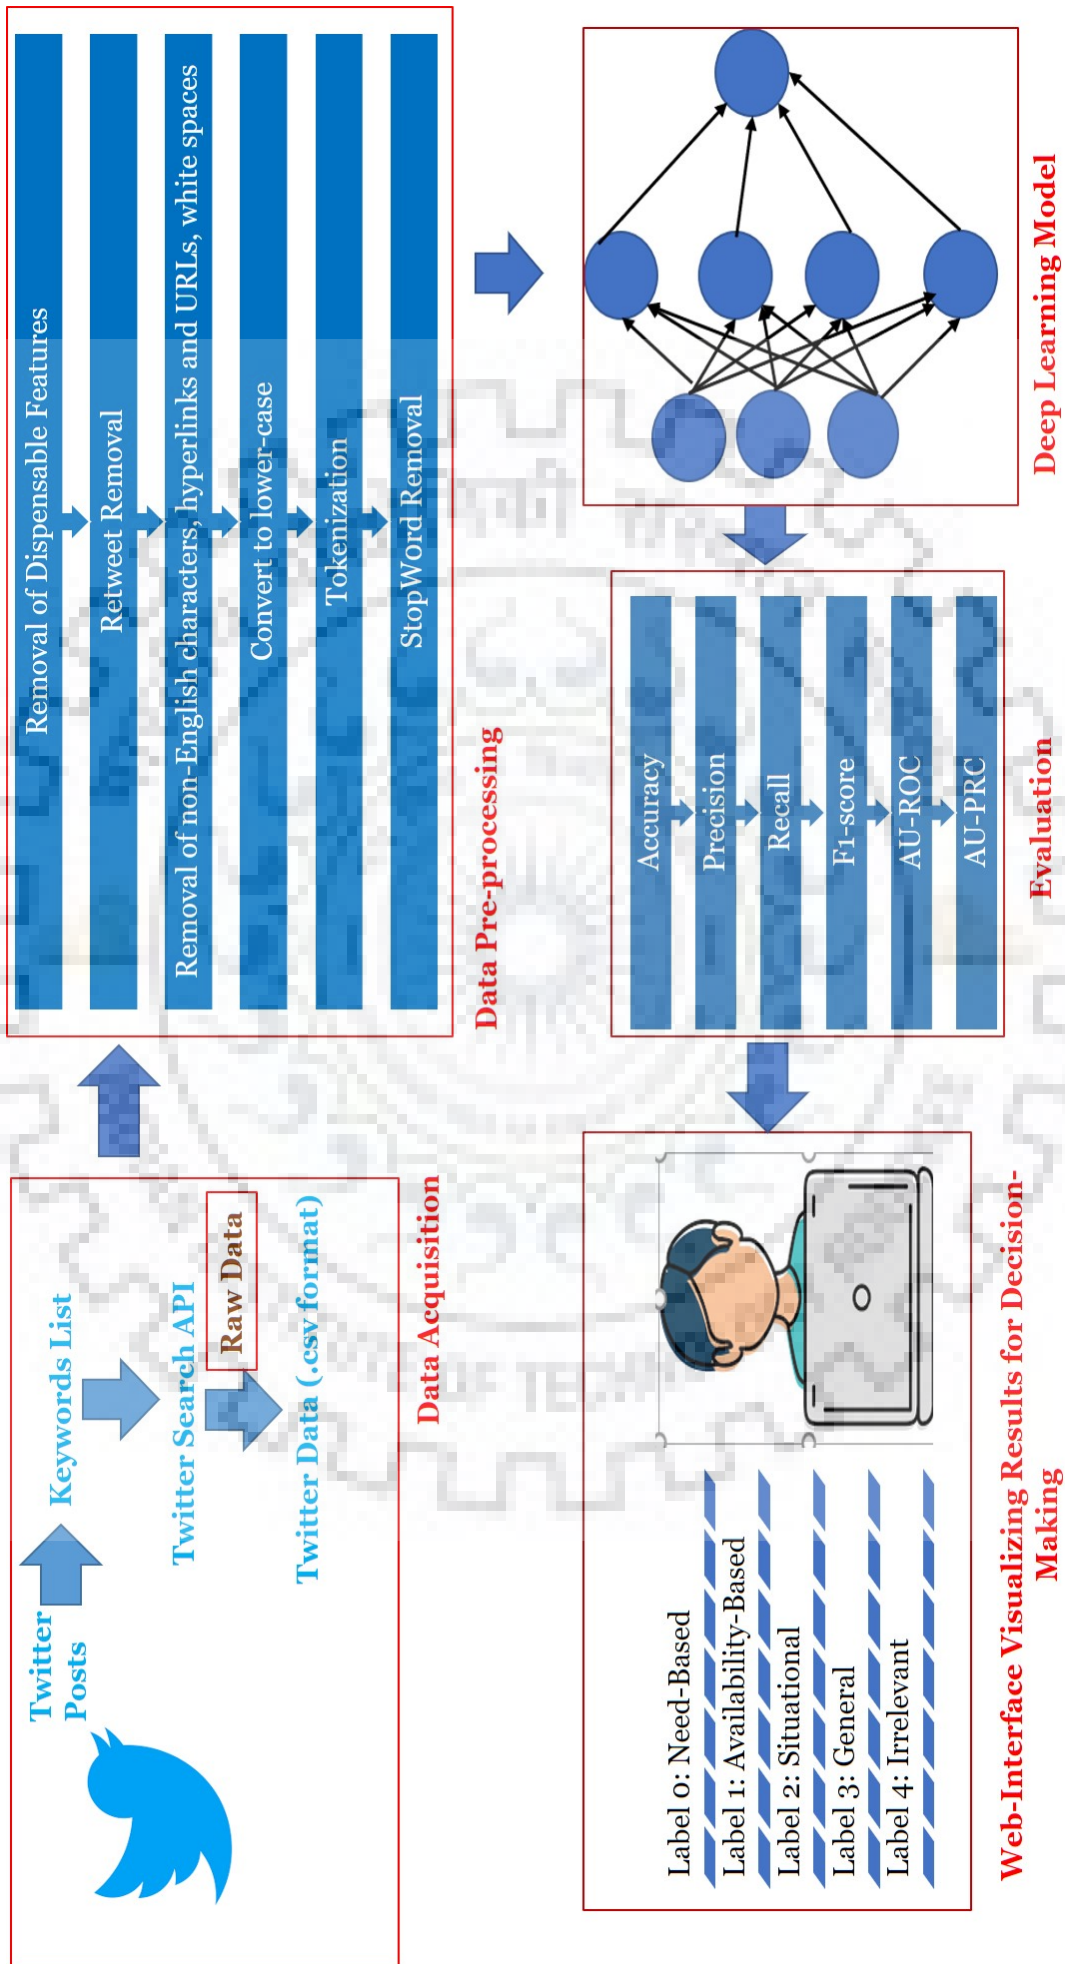 Twitter
Posts
Keywords List
Twitter Search API
Raw Data
Twitter Data (.csv format)
Data Acquisition
Removal of Dispensable Features
Retweet Removal
Removal of non-English characters, hyperlinks and URLs, white spaces
Convert to lower-case
Tokenization
StopWord Removal
Data Pre-processing
Deep Learning Model
Accuracy
Precision
Recall
F1-score
AU-ROC
AU-PRC
Evaluation
Label 0: Need-Based
Label 1: Availability-Based
Label 2: Situational
Label 3: General
Label 4: Irrelevant
Web-Interface Visualizing Results for Decision-
Making